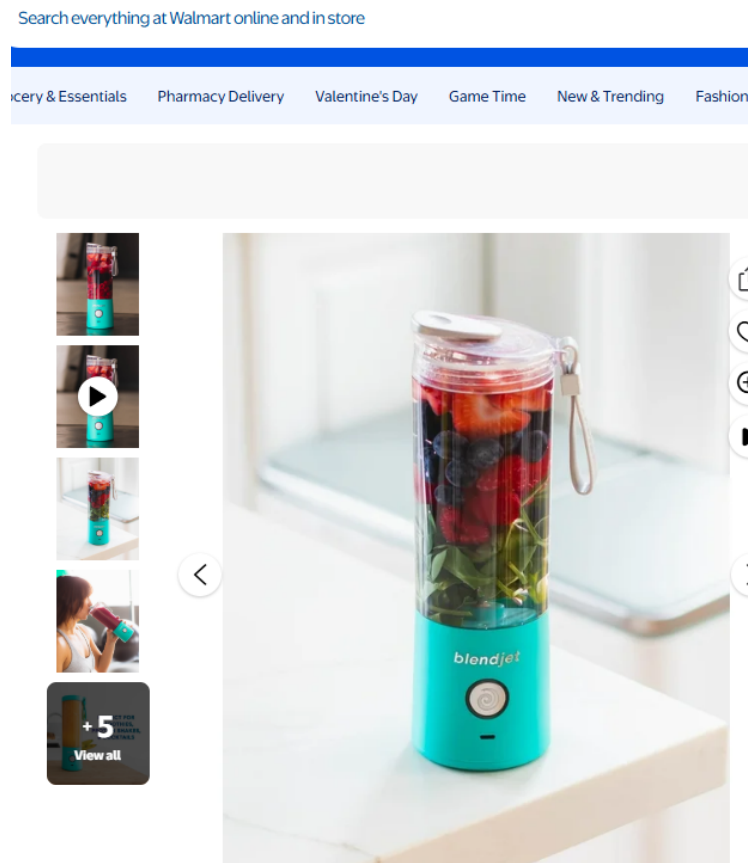 Search everything at Walmart online and in store
cery & Essentials
Pharmacy Delivery
Valentine's Day
Game Time
New & Trending
Fashion
blendjet
+5
View all